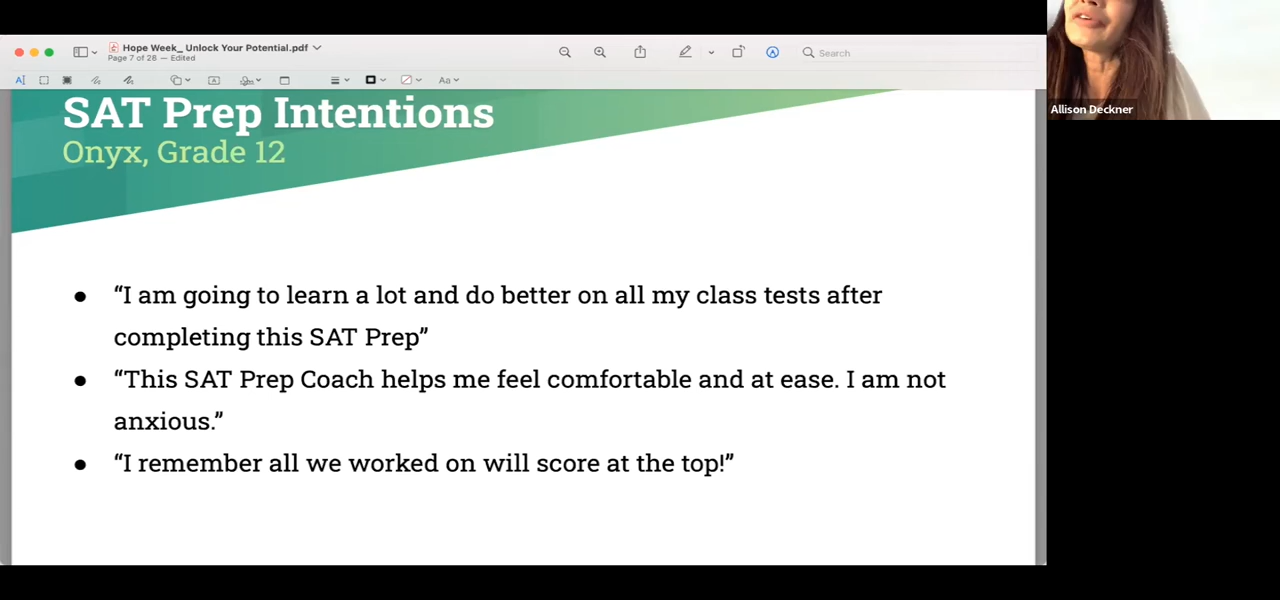 Hope Week_ Unlock Your Potential.pdf
Page 7 of 28 — Edited
Search
Aa
Allison Deckner
SAT Prep Intentions
Onyx, Grade 12
● “I am going to learn a lot and do better on all my class tests after
completing this SAT Prep”
● “This SAT Prep Coach helps me feel comfortable and at ease. I am not
anxious.”
● “I remember all we worked on will score at the top!”